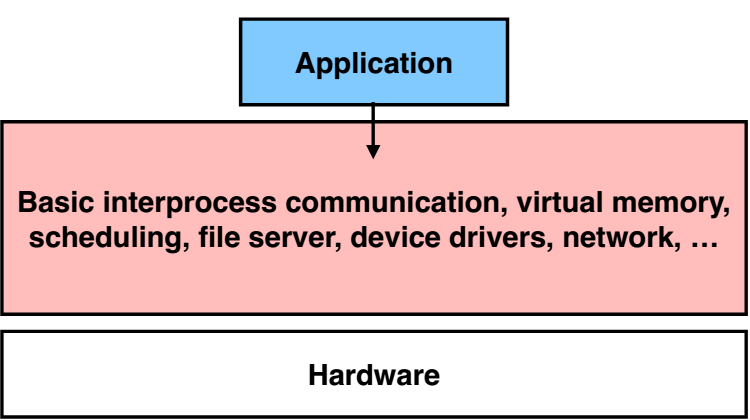 Application
Basic interprocess communication, virtual memory,
scheduling, file server, device drivers, network, …
Hardware